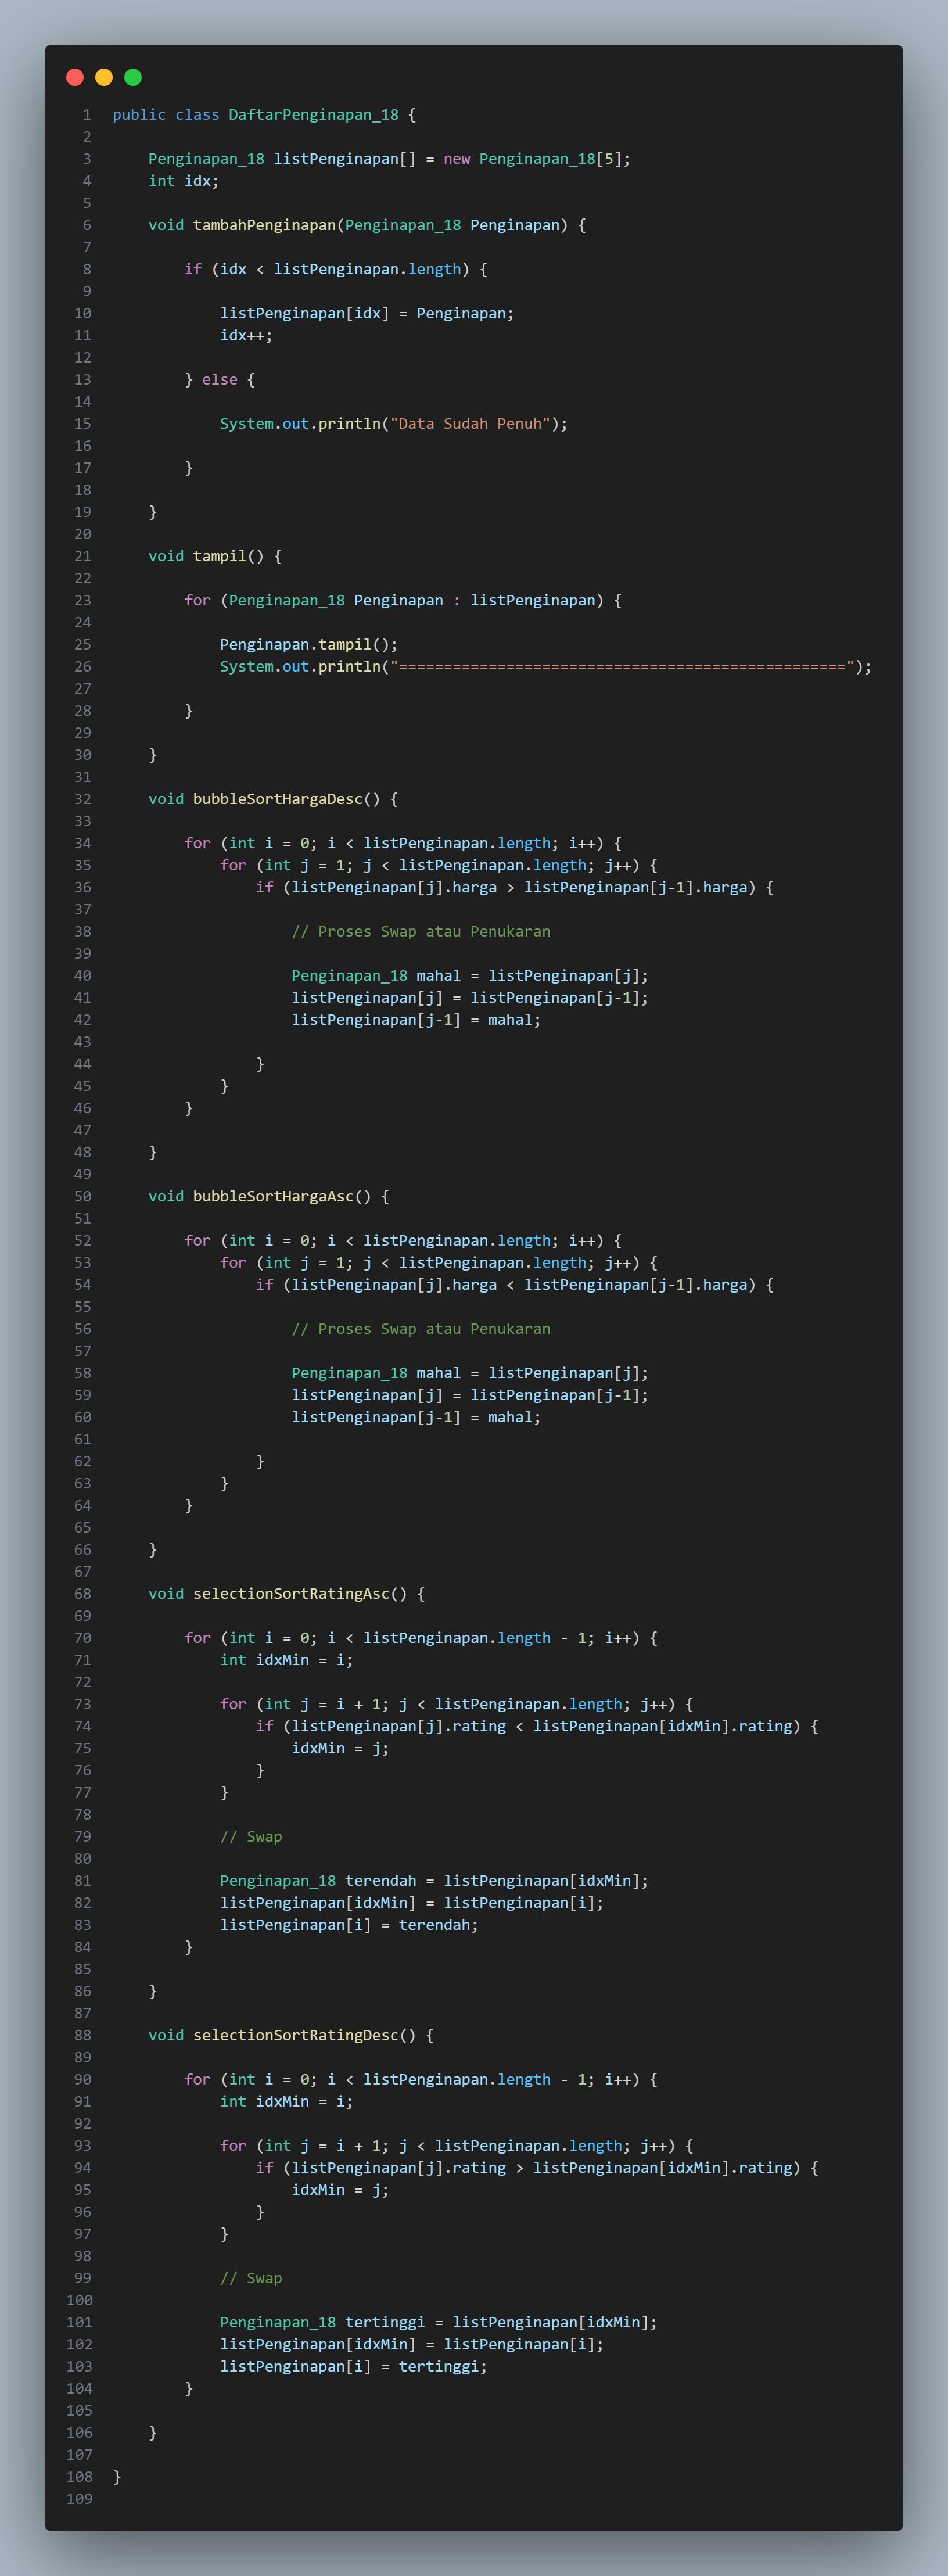 1 public class DaftarPenginapan_18 {
2
3     Penginapan_18 listPenginapan[] = new Penginapan_18[5];
4     int idx;
5
6     void tambahPenginapan(Penginapan_18 Penginapan) {
7
8         if (idx < listPenginapan.length) {
9
10             listPenginapan[idx] = Penginapan;
11             idx++;
12
13         } else {
14
15             System.out.println("Data Sudah Penuh");
16
17         }
18
19     }
20
21     void tampil() {
22
23         for (Penginapan_18 Penginapan : listPenginapan) {
24
25             Penginapan.tampil();
26             System.out.println("==================================================");
27
28         }
29
30     }
31
32     void bubbleSortHargaDesc() {
33
34         for (int i = 0; i < listPenginapan.length; i++) {
35             for (int j = 1; j < listPenginapan.length; j++) {
36                 if (listPenginapan[j].harga > listPenginapan[j-1].harga) {
37
38                     // Proses Swap atau Penukaran
39
40                     Penginapan_18 mahal = listPenginapan[j];
41                     listPenginapan[j] = listPenginapan[j-1];
42                     listPenginapan[j-1] = mahal;
43
44                 }
45             }
46         }
47
48     }
49
50     void bubbleSortHargaAsc() {
51
52         for (int i = 0; i < listPenginapan.length; i++) {
53             for (int j = 1; j < listPenginapan.length; j++) {
54                 if (listPenginapan[j].harga < listPenginapan[j-1].harga) {
55
56                     // Proses Swap atau Penukaran
57
58                     Penginapan_18 mahal = listPenginapan[j];
59                     listPenginapan[j] = listPenginapan[j-1];
60                     listPenginapan[j-1] = mahal;
61
62                 }
63             }
64         }
65
66     }
67
68     void selectionSortRatingAsc() {
69
70         for (int i = 0; i < listPenginapan.length - 1; i++) {
71             int idxMin = i;
72
73             for (int j = i + 1; j < listPenginapan.length; j++) {
74                 if (listPenginapan[j].rating < listPenginapan[idxMin].rating) {
75                     idxMin = j;
76                 }
77             }
78
79             // Swap
80
81             Penginapan_18 terendah = listPenginapan[idxMin];
82             listPenginapan[idxMin] = listPenginapan[i];
83             listPenginapan[i] = terendah;
84         }
85
86     }
87
88     void selectionSortRatingDesc() {
89
90         for (int i = 0; i < listPenginapan.length - 1; i++) {
91             int idxMin = i;
92
93             for (int j = i + 1; j < listPenginapan.length; j++) {
94                 if (listPenginapan[j].rating > listPenginapan[idxMin].rating) {
95                     idxMin = j;
96                 }
97             }
98
99             // Swap
100
101             Penginapan_18 tertinggi = listPenginapan[idxMin];
102             listPenginapan[idxMin] = listPenginapan[i];
103             listPenginapan[i] = tertinggi;
104         }
105
106     }
107
108 }
109